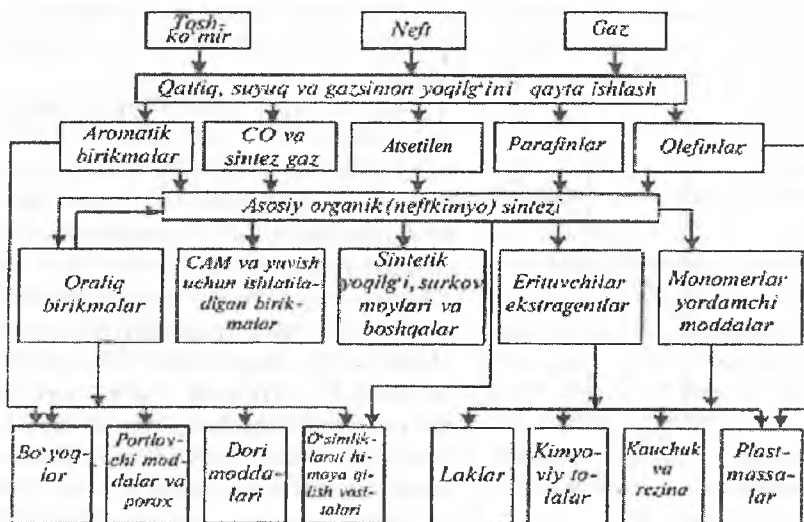 Tosh-
ko'mir
Neft
Gaz
Qattiq, suyuq va gazsimon yoqilg'ini qayta ishlash
Aromatik
birikmalar
CO va
sintez gaz
Atsetilen
Parafinlar
Olefinlar
Asosiy organik (neftkimyo) sintezi
Oraliq
birikmalar
CAM va yuvish
uchun ishlatila-
digan birik-
malar
Sintetik
yoqilg'i, surkov
moylari va
boshqalar
Erituvchilar
ekstragentlar
Monomerlar
yordamchi
moddalar
Bo'yoq-
lar
Portlov-
chi mod-
dalar va
porox
Dori
modda-
lari
O'simlik-
larni hi-
moya qi-
lish vosi-
talari
Laklar
Kimyo-
viy to-
lalar
Kauchuk
va
rezina
Plast-
massa-
lar